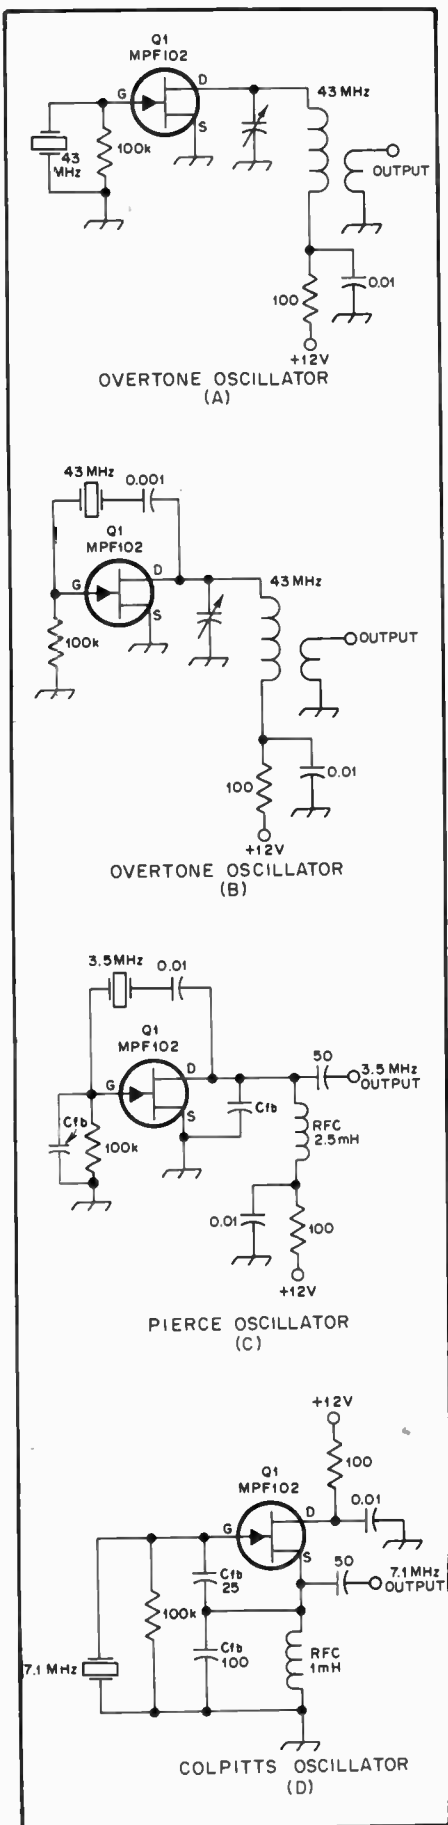 Q1
MPF102
D
G
S
43 MHz
43
MHz
100k
OUTPUT
100
0.01
+12V
OVERTONE OSCILLATOR
(A)
43 MHz
0.001
Q1
MPF102
D
G
S
43 MHz
100k
OUTPUT
100
0.01
+12V
OVERTONE OSCILLATOR
(B)
3.5 MHz
0.01
Q1
MPF102
D
G
S
50
3.5 MHz
OUTPUT
Cfb
100k
Cfb
RFC
2.5mH
0.01
100
+12V
PIERCE OSCILLATOR
(C)
+12V
100
Q1
MPF102
D
0.01
G
S
50
7.1 MHz
OUTPUT
Cfb
25
100k
Cfb
100
RFC
1mH
7.1 MHz
COLPITTS OSCILLATOR
(D)